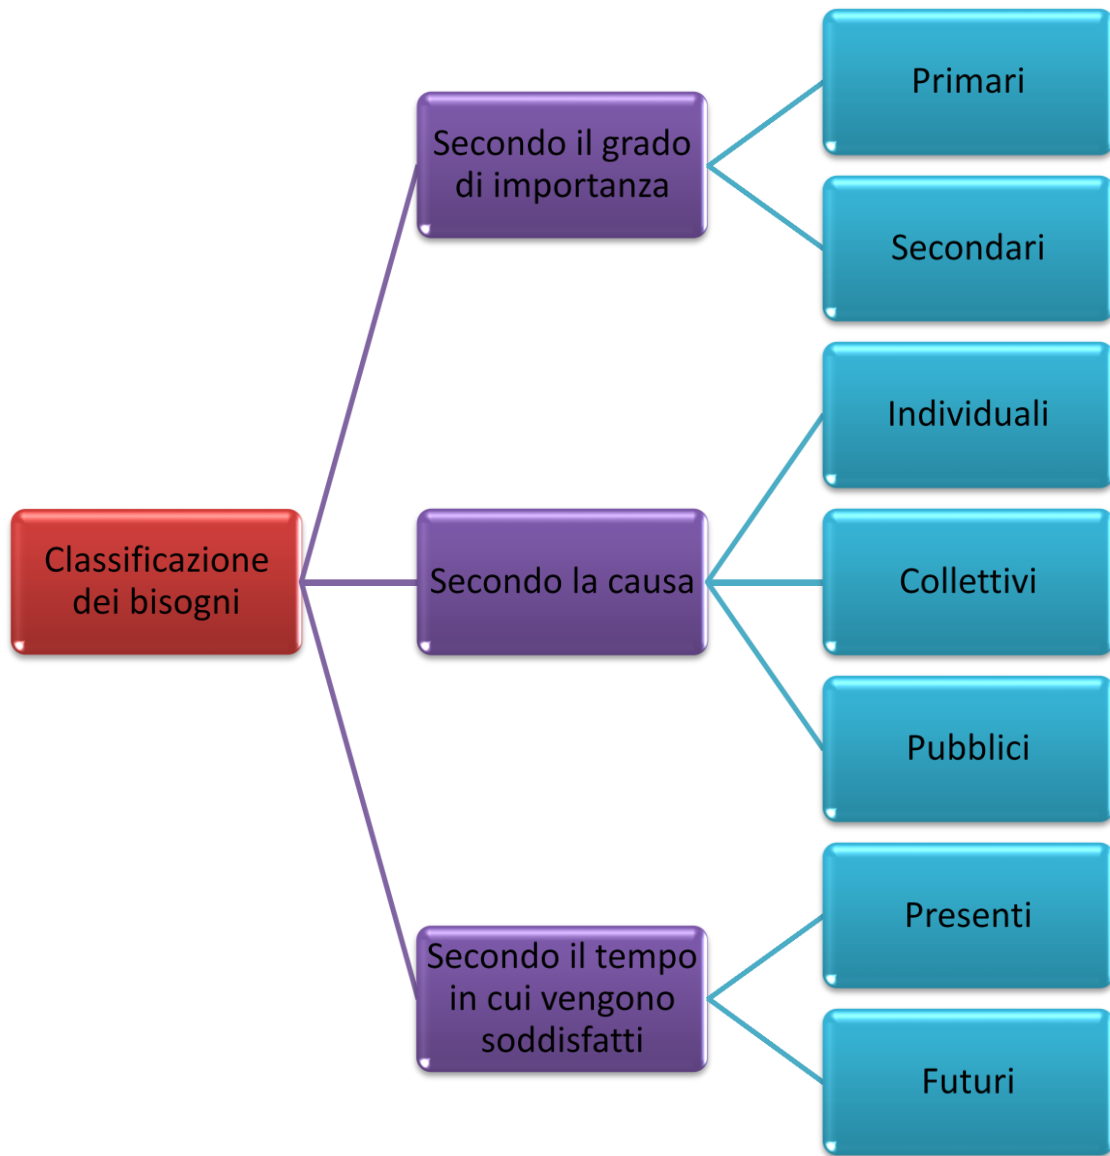 Classificazione
dei bisogni
Secondo il grado
di importanza
Primari
Secondari
Secondo la causa
Individuali
Collettivi
Pubblici
Secondo il tempo
in cui vengono
soddisfatti
Presenti
Futuri